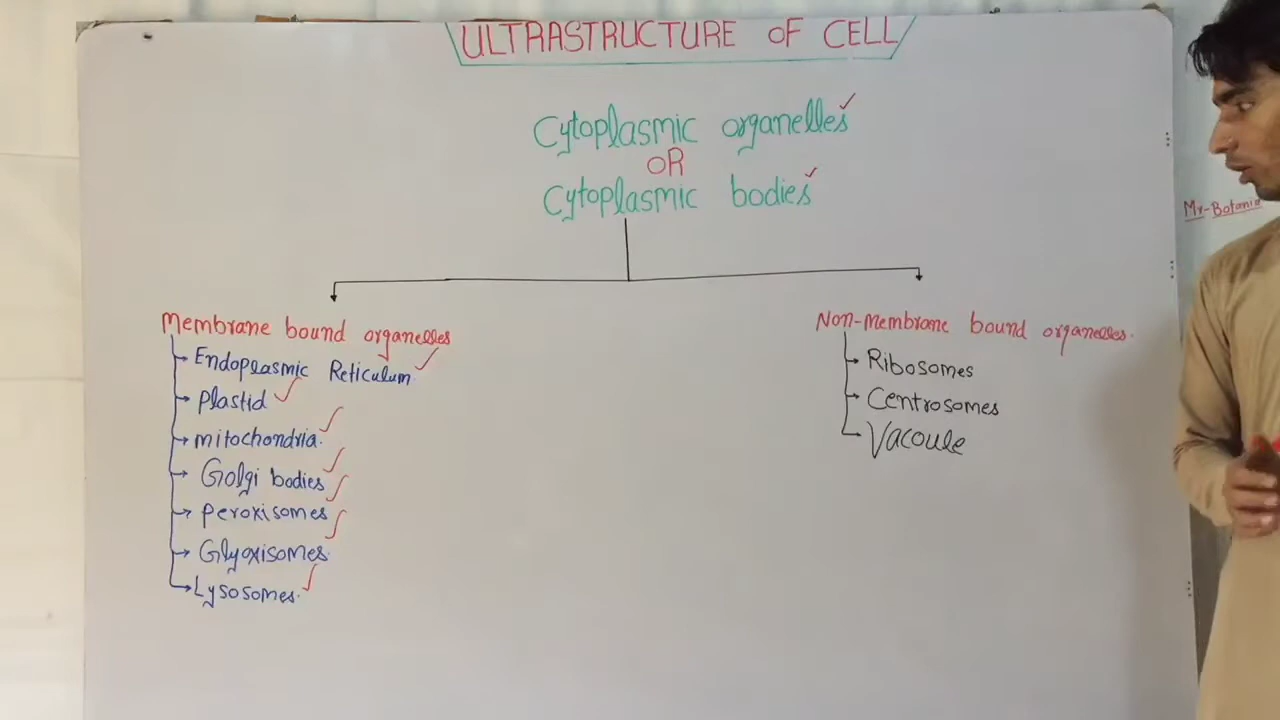 ULTRASTRUCTURE OF CELL
Cytoplasmic organelles
OR
Cytoplasmic bodies
Mr-Botanic
Membrane bound organelles
Endoplasmic Reticulum
Plastid
mitochondria.
Golgi bodies
Peroxisomes
Glyoxisomes.
Lysosomes.
Non-Membrane bound organelles.
Ribosomes
Centrosomes
Vacoule